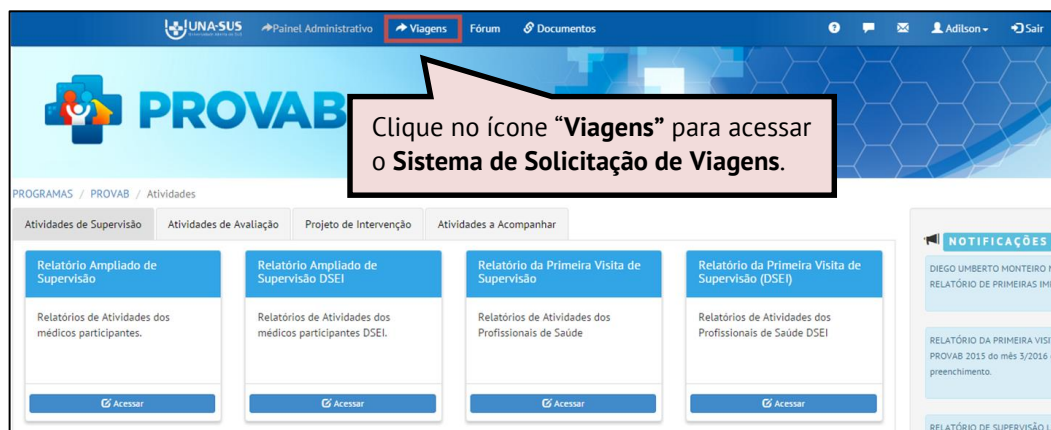 UNA-SUS Painel Administrativo Viagens Fórum Documentos Adilson Sair
PROVAB
Clique no ícone “Viagens” para acessar
o Sistema de Solicitação de Viagens.
PROGRAMAS / PROVAB / Atividades
Atividades de Supervisão Atividades de Avaliação Projeto de Intervenção Atividades a Acompanhar
Relatório Ampliado de
Supervisão
Relatórios de Atividades dos
médicos participantes.
Acessar
Relatório Ampliado de
Supervisão DSEI
Relatórios de Atividades dos
médicos participantes DSEI.
Acessar
Relatório da Primeira Visita de
Supervisão
Relatórios de Atividades dos
Profissionais de Saúde
Acessar
Relatório da Primeira Visita de
Supervisão (DSEI)
Relatórios de Atividades dos
Profissionais de Saúde DSEI
Acessar
NOTIFICAÇÕES
DIEGO UMBERTO MONTEIRO
RELATÓRIO DE PRIMEIRAS
RELATÓRIO DA PRIMEIRA
PROVAB 2015 do mês 3/2016
preenchimento.
RELATÓRIO DE SUPERVISÃO